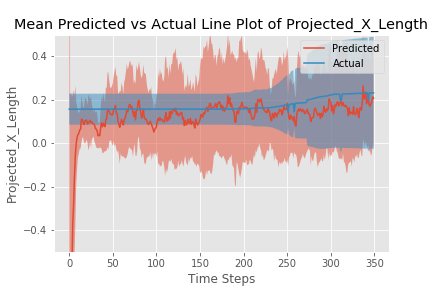 Mean Predicted vs Actual Line Plot of Projected_X_Length
Predicted
Actual
Projected_X_Length
0.4
0.2
0.0
−0.2
−0.4
0 50 100 150 200 250 300 350
Time Steps